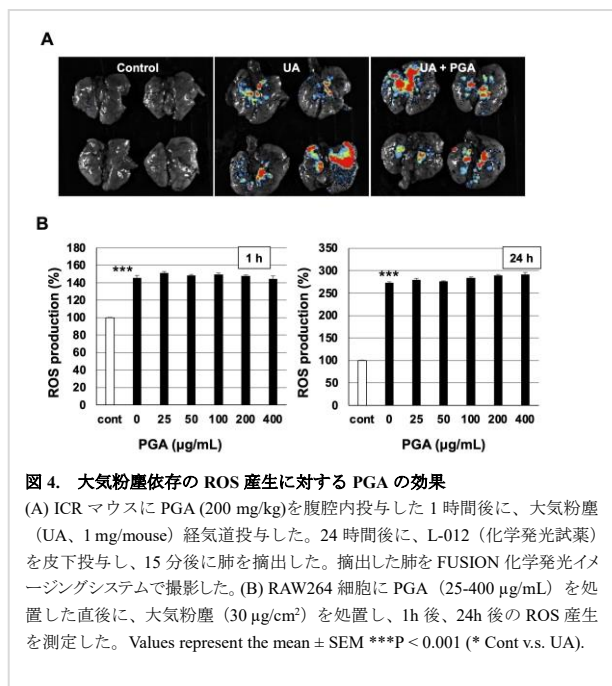 A
Control
UA
UA + PGA
B
180
160
140
120
100
80
60
40
20
0
ROS production (%)
***
1 h
cont 0 25 50 100 200 400
PGA (µg/mL)
350
300
250
200
150
100
50
0
ROS production (%)
***
24 h
cont 0 25 50 100 200 400
PGA (µg/mL)
図 4. 大気粉塵依存の ROS 産生に対する PGA の効果
(A) ICR マウスに PGA (200 mg/kg)を腹腔内投与した 1 時間後に、大気粉塵
（UA、1 mg/mouse）経気道投与した。24 時間後に、L-012（化学発光試薬）
を皮下投与し、15 分後に肺を摘出した。摘出した肺を FUSION 化学発光イメ
ージングシステムで撮影した。(B) RAW264 細胞に PGA（25-400 µg/mL）を処
置した直後に、大気粉塵（30 µg/cm²）を処置し、1h 後、24h 後の ROS 産生
を測定した。Values represent the mean ± SEM ***P < 0.001 (* Cont v.s. UA).